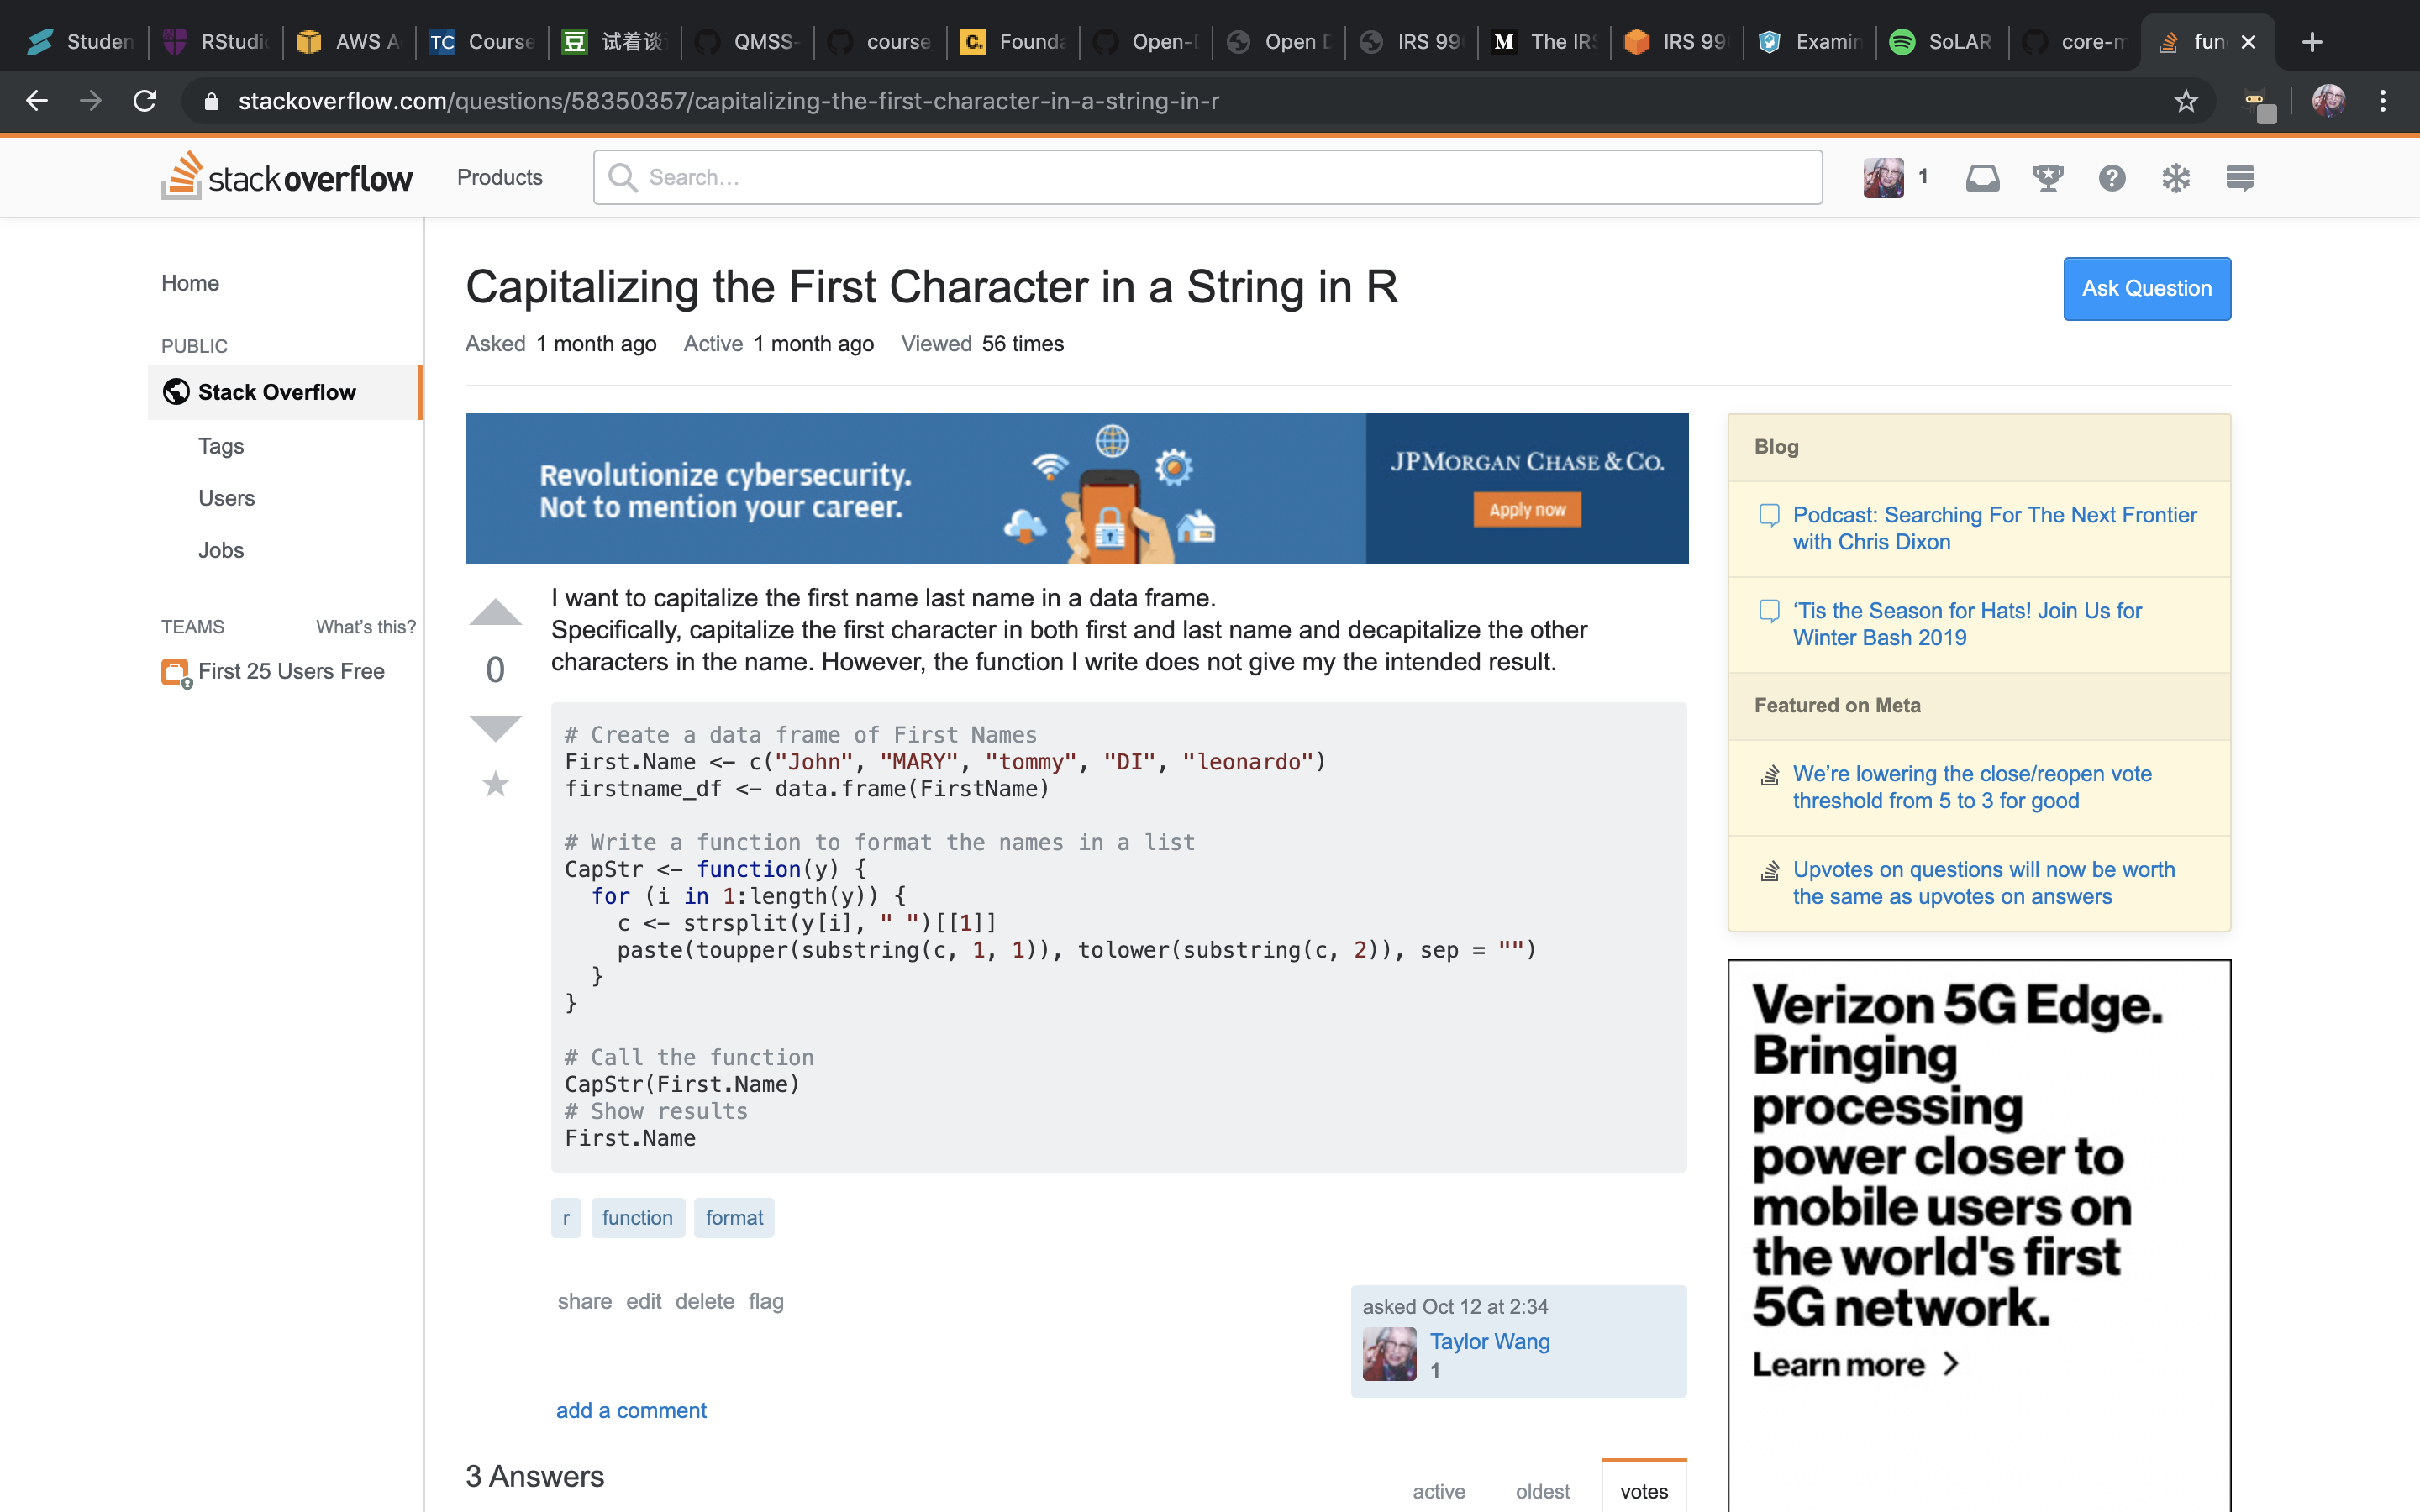 Studen
RStudio
AWS A
TC Course
豆 试着谈
QMSS-
course
C. Founda
Open-
Open D
IRS 99
M The IRS
IRS 99
Examin
SoLAR
core-m
fun
stackoverflow.com/questions/58350357/capitalizing-the-first-character-in-a-string-in-r
stackoverflow
Products
Search...
1
Home
PUBLIC
Stack Overflow
Tags
Users
Jobs
TEAMS What's this?
First 25 Users Free
Capitalizing the First Character in a String in R
Ask Question
Asked 1 month ago Active 1 month ago Viewed 56 times
Revolutionize cybersecurity.
Not to mention your career.
JPMORGAN CHASE & CO.
Apply now
0
I want to capitalize the first name last name in a data frame.
Specifically, capitalize the first character in both first and last name and decapitalize the other
characters in the name. However, the function I write does not give my the intended result.
# Create a data frame of First Names
First.Name <- c("John", "MARY", "tommy", "DI", "leonardo")
firstname_df <- data.frame(FirstName)
# Write a function to format the names in a list
CapStr <- function(y) {
for (i in 1:length(y)) {
c <- strsplit(y[i], " ")[[1]]
paste(toupper(substring(c, 1, 1)), tolower(substring(c, 2)), sep = "")
}
}
# Call the function
CapStr(First.Name)
# Show results
First.Name
r function format
share edit delete flag
asked Oct 12 at 2:34
Taylor Wang
1
add a comment
3 Answers
active oldest votes
Blog
Podcast: Searching For The Next Frontier
with Chris Dixon
‘Tis the Season for Hats! Join Us for
Winter Bash 2019
Featured on Meta
We’re lowering the close/reopen vote
threshold from 5 to 3 for good
Upvotes on questions will now be worth
the same as upvotes on answers
Verizon 5G Edge.
Bringing
processing
power closer to
mobile users on
the world's first
5G network.
Learn more >